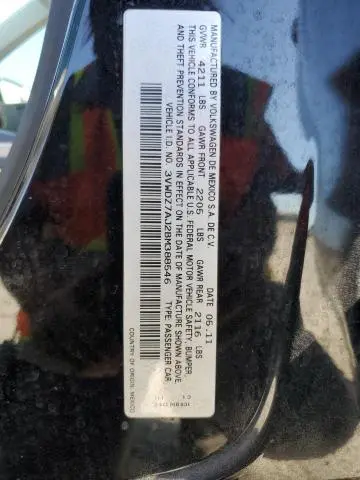 MANUFACTURED BY VOLKSWAGEN DE MEXICO S.A. DE C.V. DATE 06.11
GVWR 4211 LBS GAWR FRONT 2205 LBS GAWR REAR 2116 LBS
THIS VEHICLE CONFORMS TO ALL APPLICABLE U.S. FEDERAL MOTOR VEHICLE SAFETY, BUMPER,
AND THEFT PREVENTION STANDARDS IN EFFECT ON THE DATE OF MANUFACTURE SHOWN ABOVE.
VEHICLE I.D. NO. 3VWDZ7AJ2BM388646 TYPE: PASSENGER CAR
COUNTRY OF
ORIGIN: MEXICO